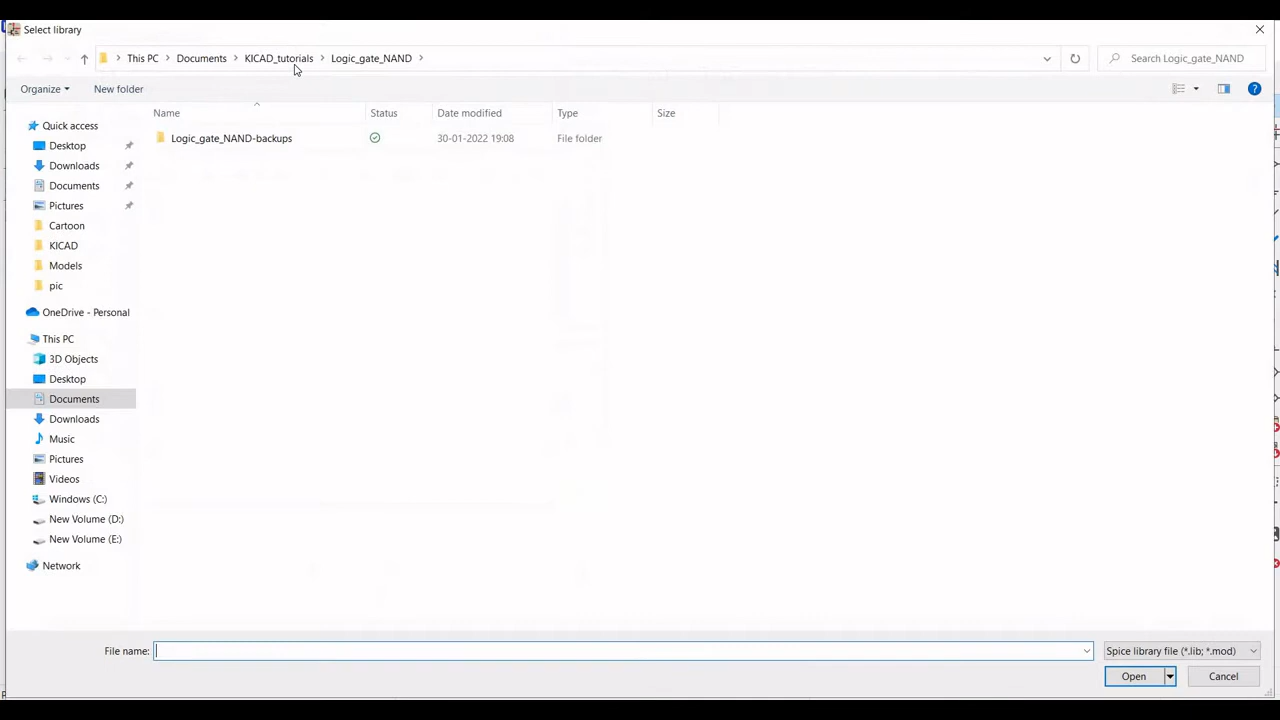 Select library
This PC Documents KICAD_tutorials Logic_gate_NAND
Search Logic_gate_NAND
Organize New folder
Name Status Date modified Type Size
Logic_gate_NAND-backups 30-01-2022 19:08 File folder
Quick access
Desktop
Downloads
Documents
Pictures
Cartoon
KICAD
Models
pic
OneDrive - Personal
This PC
3D Objects
Desktop
Documents
Downloads
Music
Pictures
Videos
Windows (C:)
New Volume (D:)
New Volume (E:)
Network
File name: Spice library file (*.lib; *.mod)
Open Cancel